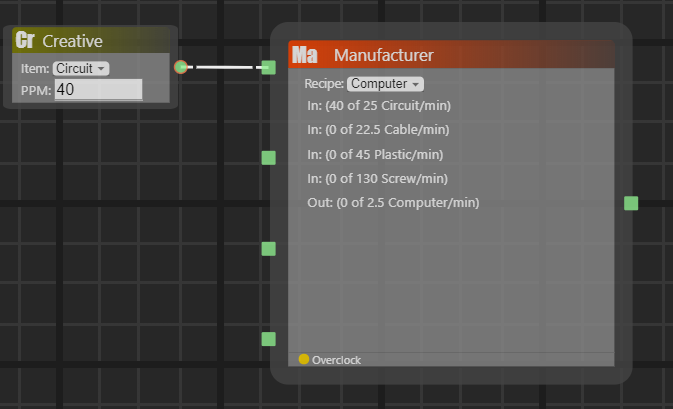 Cr Creative
Item: Circuit
PPM: 40
Ma Manufacturer
Recipe: Computer
In: (40 of 25 Circuit/min)
In: (0 of 22.5 Cable/min)
In: (0 of 45 Plastic/min)
In: (0 of 130 Screw/min)
Out: (0 of 2.5 Computer/min)
Overclock